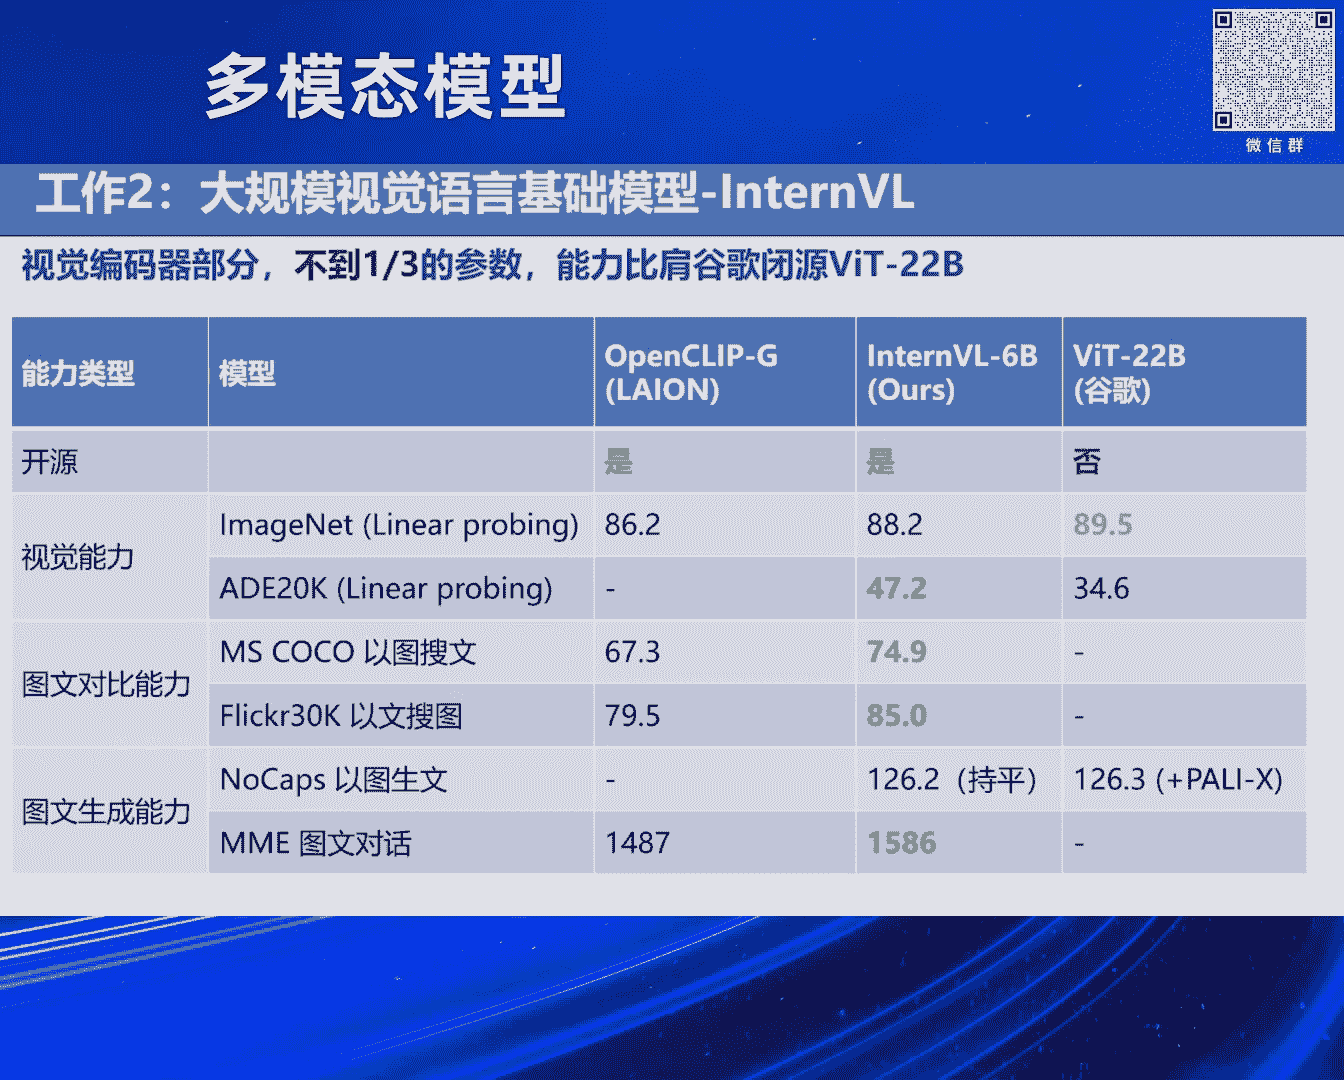 多模态模型
微信群
工作2：大规模视觉语言基础模型-InternVL
视觉编码器部分，不到1/3的参数，能力比肩谷歌闭源ViT-22B
能力类型 模型 OpenCLIP-G (LAION) InternVL-6B (Ours) ViT-22B (谷歌)
开源 是 是 否
视觉能力
ImageNet (Linear probing) 86.2 88.2 89.5
ADE20K (Linear probing) - 47.2 34.6
图文对比能力
MS COCO 以图搜文 67.3 74.9 -
Flickr30K 以文搜图 79.5 85.0 -
图文生成能力
NoCaps 以图生文 - 126.2（持平） 126.3 (+PALI-X)
MME 图文对话 1487 1586 -